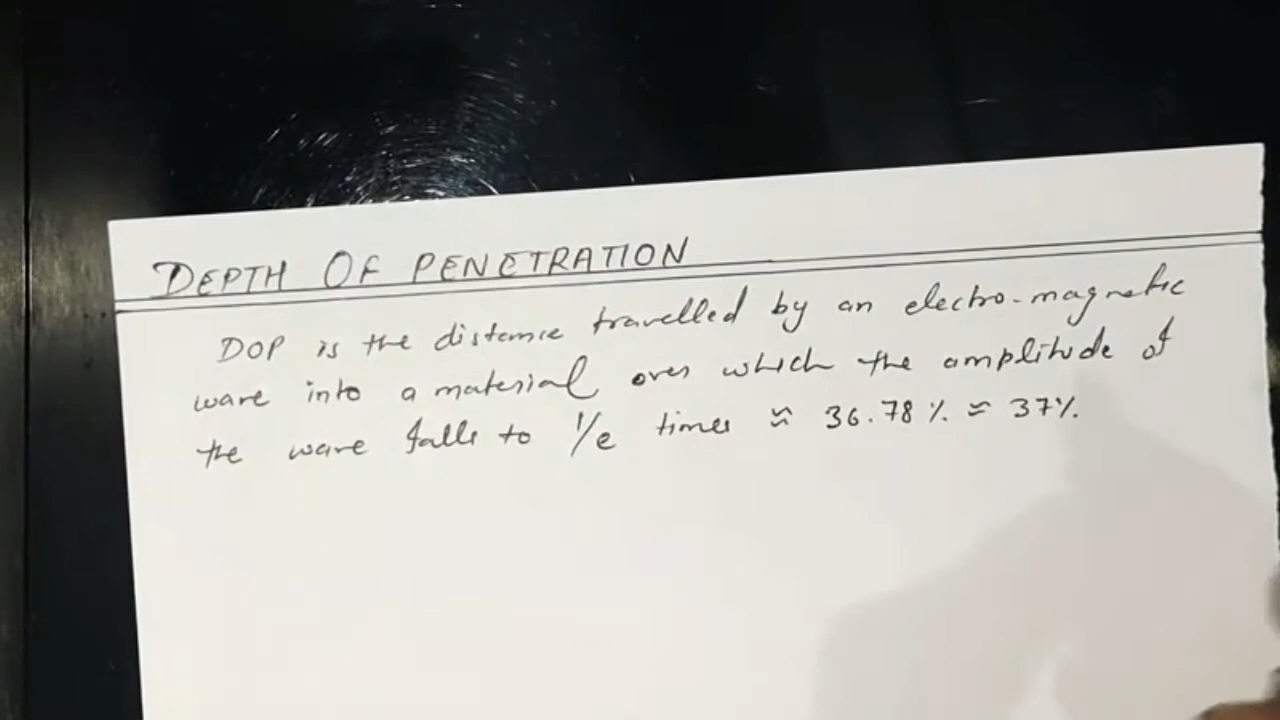 DEPTH OF PENETRATION
DOP is the distance travelled by an electro-magnetic
wave into a material over which the amplitude of
the wave falls to 1/e times ≈ 36.78% ≈ 37%.